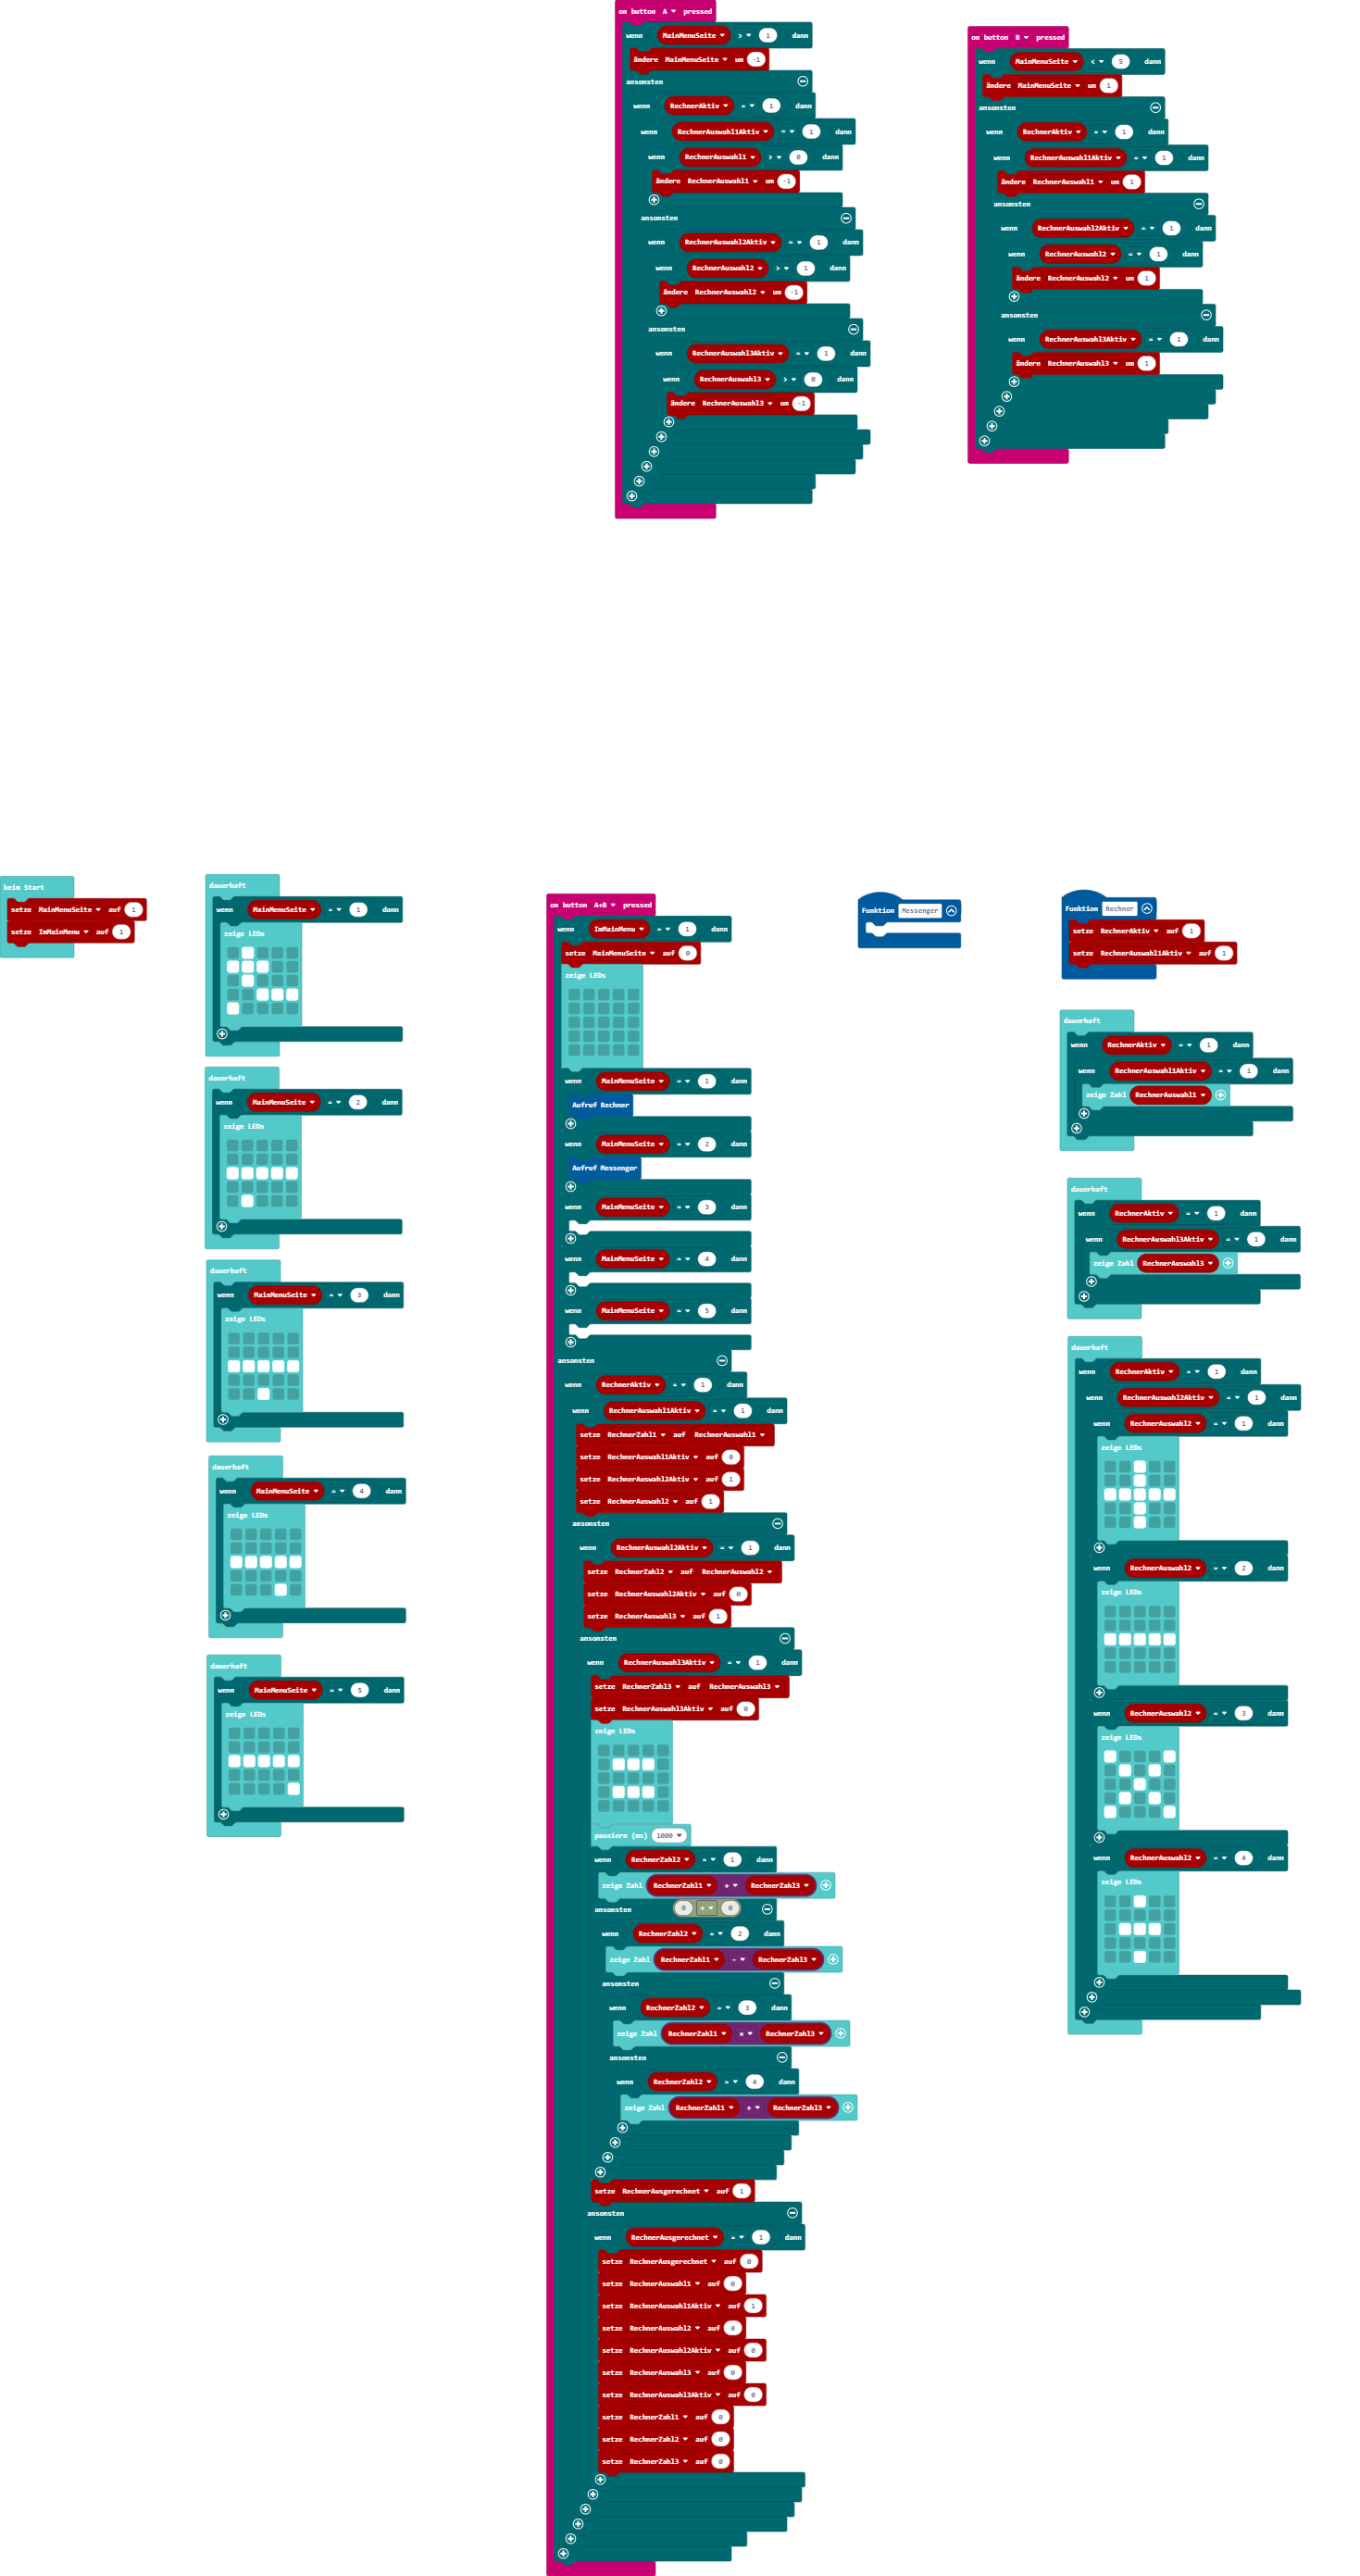 on button A pressed
wenn MainMenuSeite > 1 dann
ändere MainMenuSeite um -1
ansonsten
wenn RechnerAktiv = 1 dann
wenn RechnerAuswahl1Aktiv = 1 dann
wenn RechnerAuswahl1 > 0 dann
ändere RechnerAuswahl1 um -1
ansonsten
wenn RechnerAuswahl2Aktiv = 1 dann
wenn RechnerAuswahl2 > 1 dann
ändere RechnerAuswahl2 um -1
ansonsten
wenn RechnerAuswahl3Aktiv = 1 dann
wenn RechnerAuswahl3 > 0 dann
ändere RechnerAuswahl3 um -1
on button B pressed
wenn MainMenuSeite < 5 dann
ändere MainMenuSeite um 1
ansonsten
wenn RechnerAktiv = 1 dann
wenn RechnerAuswahl1Aktiv = 1 dann
ändere RechnerAuswahl1 um 1
ansonsten
wenn RechnerAuswahl2Aktiv = 1 dann
wenn RechnerAuswahl2 = 1 dann
ändere RechnerAuswahl2 um 1
ansonsten
wenn RechnerAuswahl3Aktiv = 1 dann
ändere RechnerAuswahl3 um 1
beim Start
setze MainMenuSeite auf 1
setze ImMainMenu auf 1
dauerhaft
wenn MainMenuSeite = 1 dann
zeige LEDs
dauerhaft
wenn MainMenuSeite = 2 dann
zeige LEDs
dauerhaft
wenn MainMenuSeite = 3 dann
zeige LEDs
dauerhaft
wenn MainMenuSeite = 4 dann
zeige LEDs
dauerhaft
wenn MainMenuSeite = 5 dann
zeige LEDs
on button A+B pressed
wenn ImMainMenu = 1 dann
setze MainMenuSeite auf 0
zeige LEDs
wenn MainMenuSeite = 1 dann
Aufruf Rechner
wenn MainMenuSeite = 2 dann
Aufruf Messenger
wenn MainMenuSeite = 3 dann
wenn MainMenuSeite = 4 dann
wenn MainMenuSeite = 5 dann
ansonsten
wenn RechnerAktiv = 1 dann
wenn RechnerAuswahl1Aktiv = 1 dann
setze RechnerZahl1 auf RechnerAuswahl1
setze RechnerAuswahl1Aktiv auf 0
setze RechnerAuswahl2Aktiv auf 1
setze RechnerAuswahl2 auf 1
ansonsten
wenn RechnerAuswahl2Aktiv = 1 dann
setze RechnerZahl2 auf RechnerAuswahl2
setze RechnerAuswahl2Aktiv auf 0
setze RechnerAuswahl3 auf 1
ansonsten
wenn RechnerAuswahl3Aktiv = 1 dann
setze RechnerZahl3 auf RechnerAuswahl3
setze RechnerAuswahl3Aktiv auf 0
zeige LEDs
pausiere (ms) 1000
wenn RechnerZahl2 = 1 dann
zeige Zahl RechnerZahl1 + RechnerZahl3
ansonsten 0 + 0
wenn RechnerZahl2 = 2 dann
zeige Zahl RechnerZahl1 - RechnerZahl3
ansonsten
wenn RechnerZahl2 = 3 dann
zeige Zahl RechnerZahl1 × RechnerZahl3
ansonsten
wenn RechnerZahl2 = 4 dann
zeige Zahl RechnerZahl1 ÷ RechnerZahl3
setze RechnerAusgerechnet auf 1
ansonsten
wenn RechnerAusgerechnet = 1 dann
setze RechnerAusgerechnet auf 0
setze RechnerAuswahl1 auf 0
setze RechnerAuswahl1Aktiv auf 1
setze RechnerAuswahl2 auf 0
setze RechnerAuswahl2Aktiv auf 0
setze RechnerAuswahl3 auf 0
setze RechnerAuswahl3Aktiv auf 0
setze RechnerZahl1 auf 0
setze RechnerZahl2 auf 0
setze RechnerZahl3 auf 0
Funktion Messenger
Funktion Rechner
setze RechnerAktiv auf 1
setze RechnerAuswahl1Aktiv auf 1
dauerhaft
wenn RechnerAktiv = 1 dann
wenn RechnerAuswahl1Aktiv = 1 dann
zeige Zahl RechnerAuswahl1
dauerhaft
wenn RechnerAktiv = 1 dann
wenn RechnerAuswahl3Aktiv = 1 dann
zeige Zahl RechnerAuswahl3
dauerhaft
wenn RechnerAktiv = 1 dann
wenn RechnerAuswahl2Aktiv = 1 dann
wenn RechnerAuswahl2 = 1 dann
zeige LEDs
wenn RechnerAuswahl2 = 2 dann
zeige LEDs
wenn RechnerAuswahl2 = 3 dann
zeige LEDs
wenn RechnerAuswahl2 = 4 dann
zeige LEDs